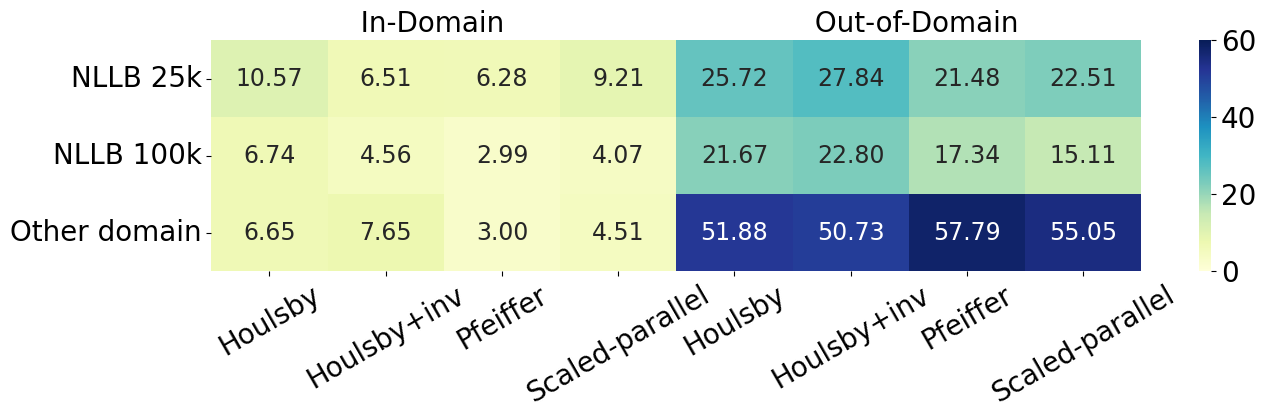 In-Domain Out-of-Domain
NLLB 25k 10.57 6.51 6.28 9.21 25.72 27.84 21.48 22.51
NLLB 100k 6.74 4.56 2.99 4.07 21.67 22.80 17.34 15.11
Other domain 6.65 7.65 3.00 4.51 51.88 50.73 57.79 55.05
Houlsby Houlsby+inv Pfeiffer Scaled-parallel Houlsby Houlsby+inv Pfeiffer Scaled-parallel
60
40
20
0